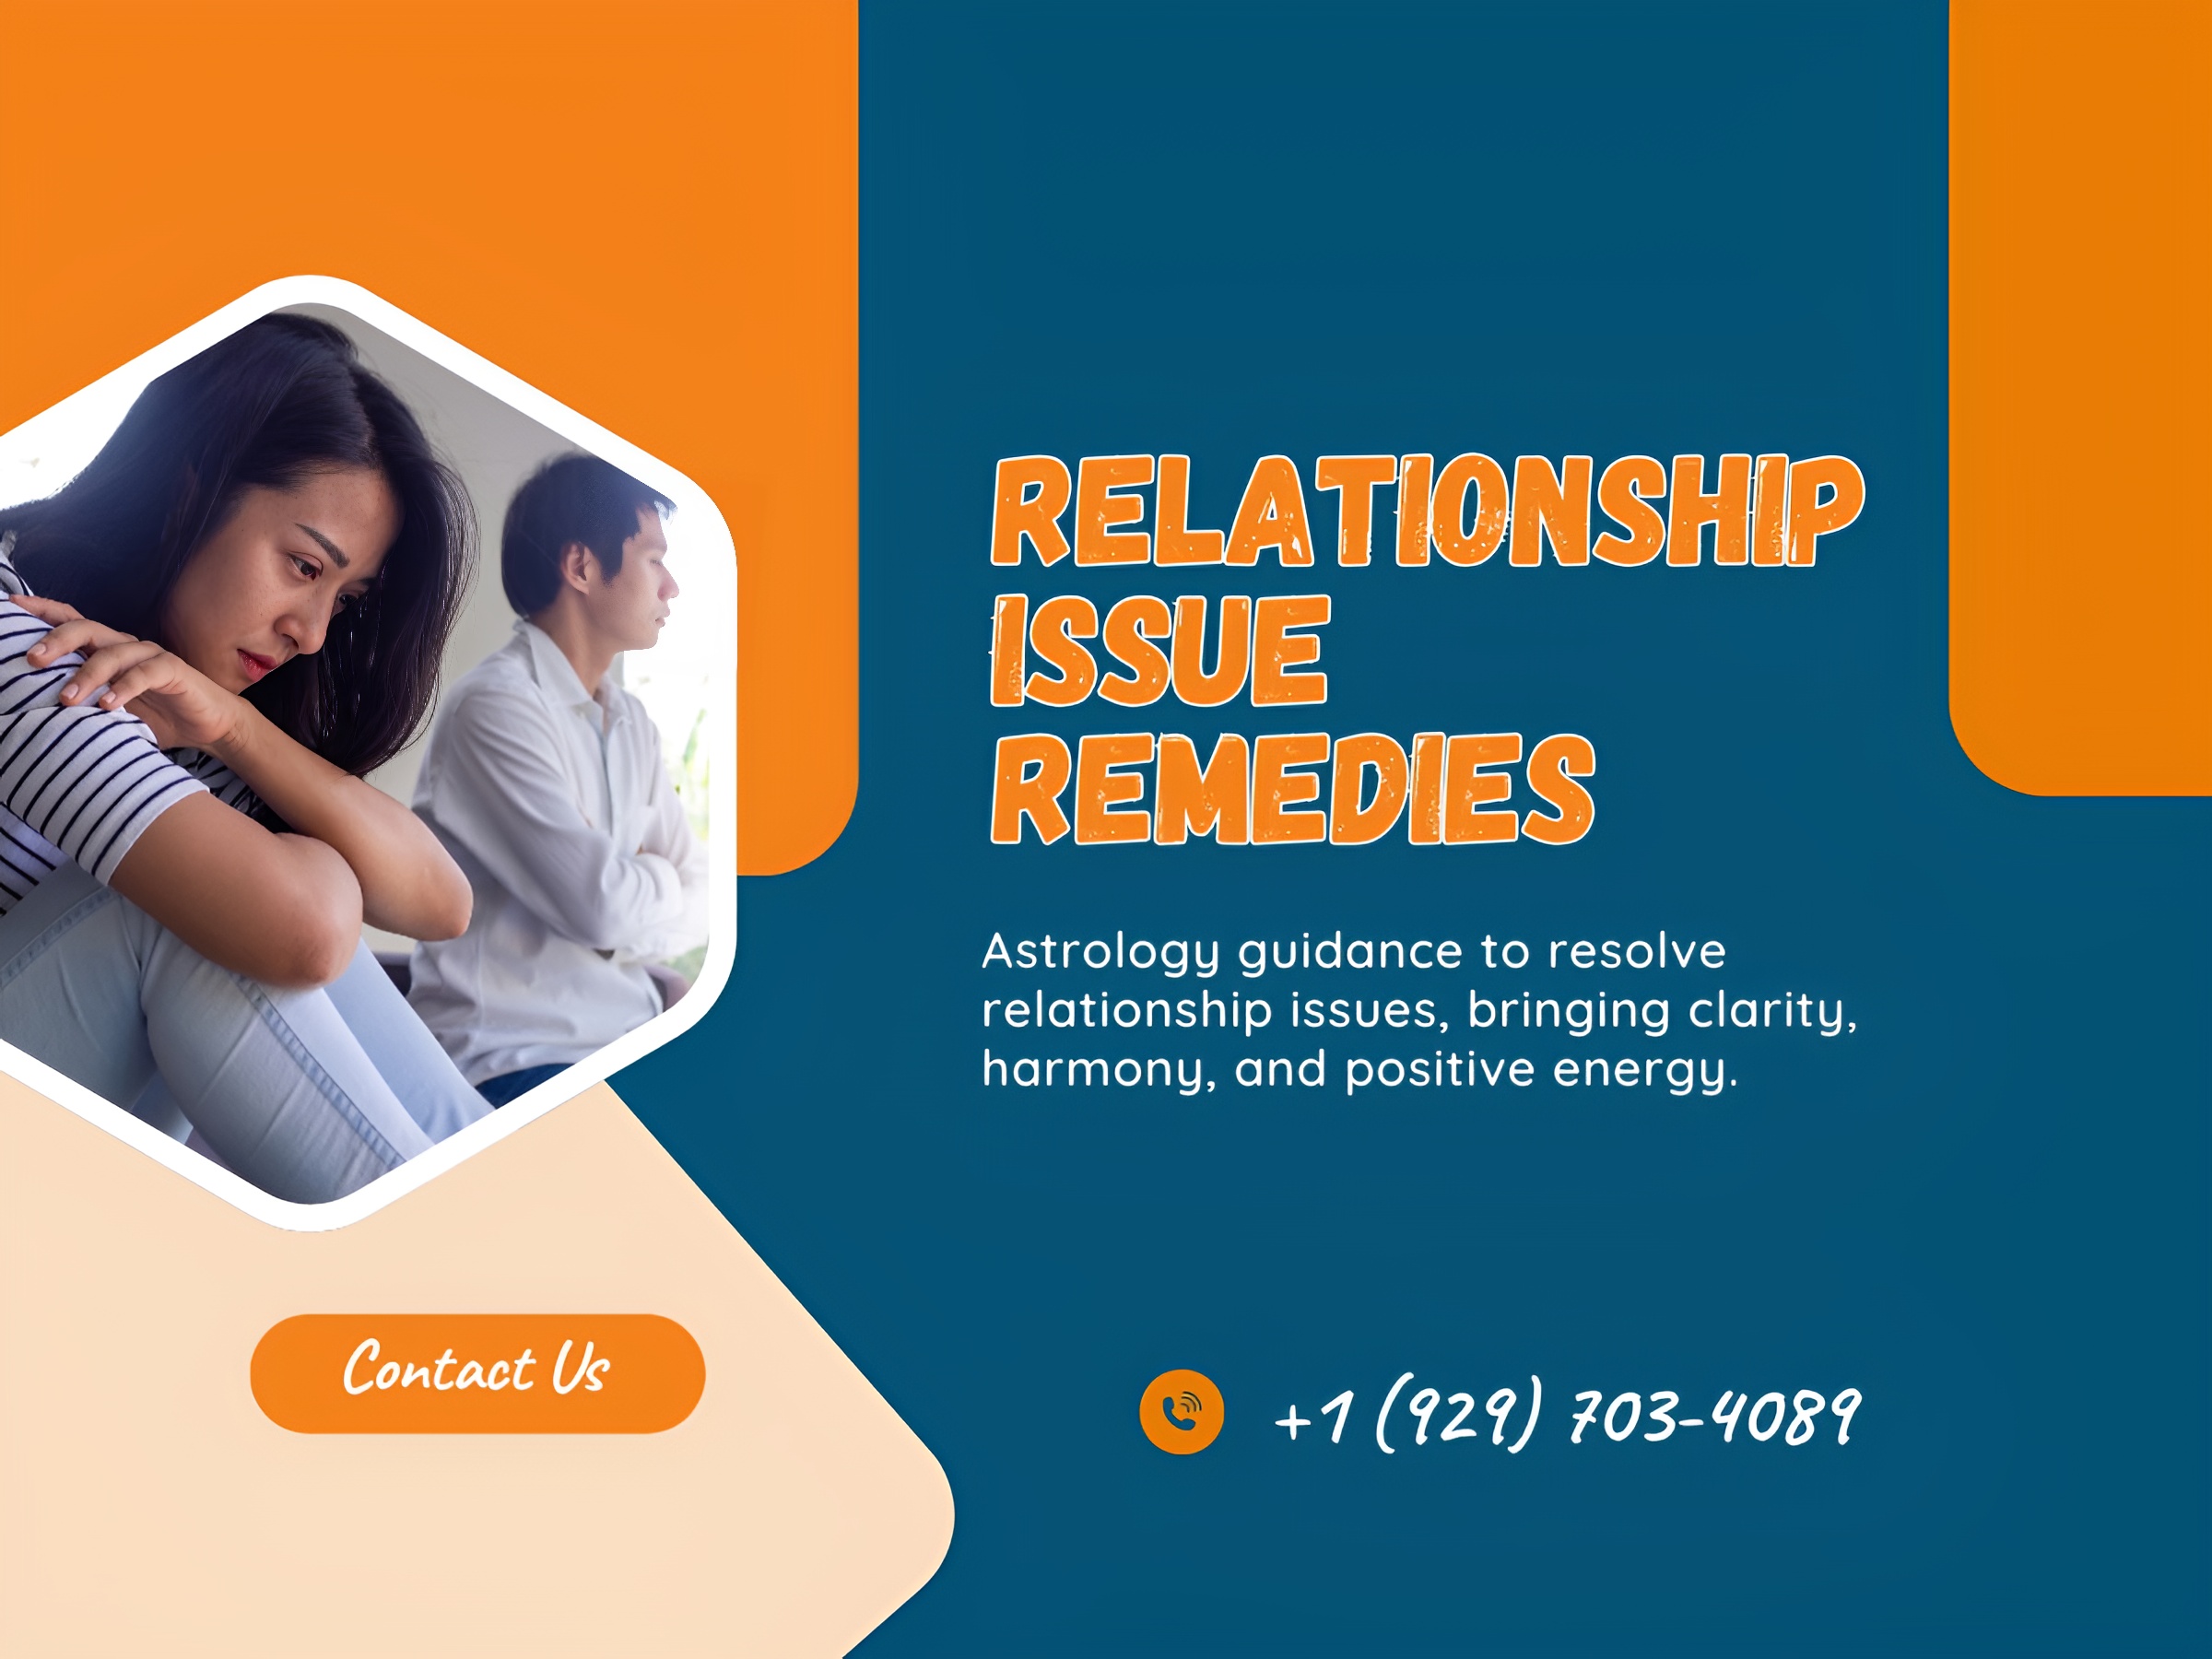 RELATIONSHIP
ISSUE
REMEDIES
Astrology guidance to resolve
relationship issues, bringing clarity,
harmony, and positive energy.
Contact Us
+1 (929) 703-4089